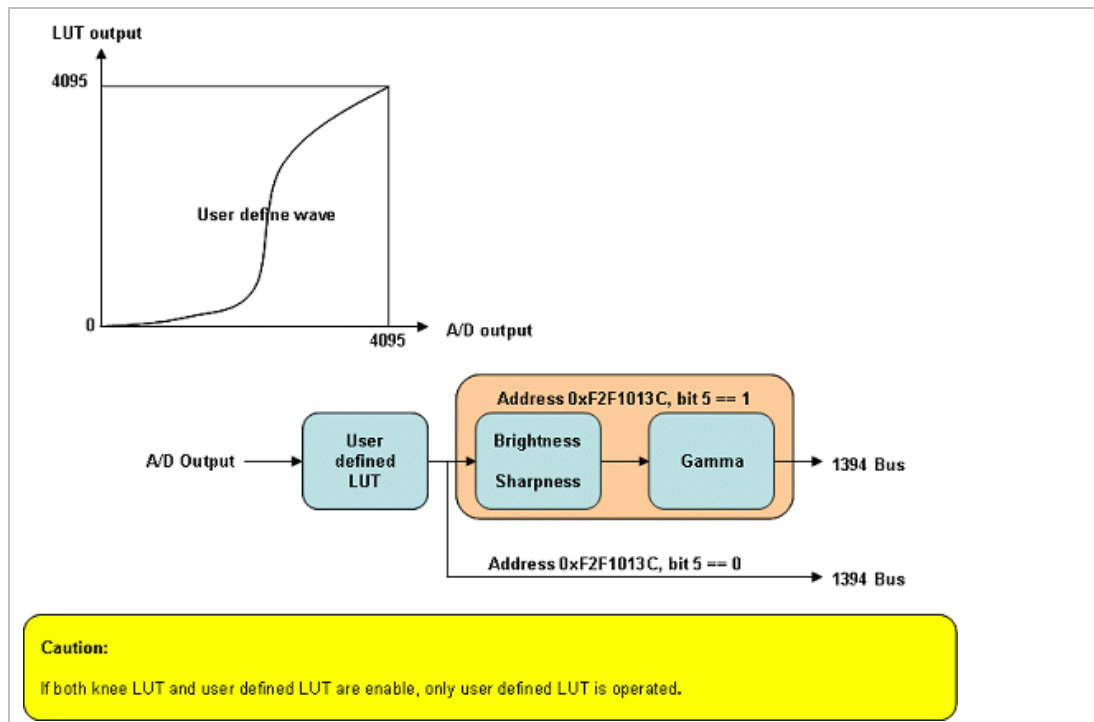 LUT output
4095
User define wave
0
4095
A/D output
Address 0xF2F1013C, bit 5 == 1
A/D Output
User
defined
LUT
Brightness
Sharpness
Gamma
1394 Bus
Address 0xF2F1013C, bit 5 == 0
1394 Bus
Caution:
If both knee LUT and user defined LUT are enable, only user defined LUT is operated.